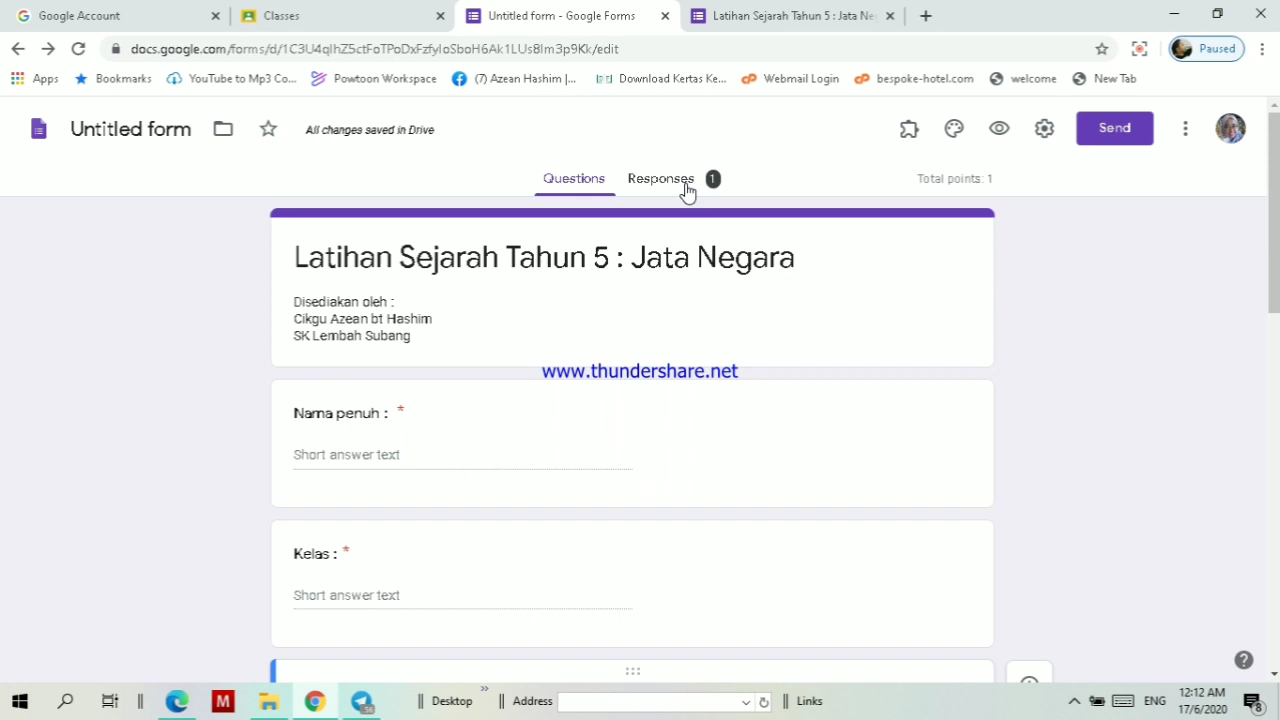 Google Account
Classes
Untitled form - Google Forms
Latihan Sejarah Tahun 5 : Jata Ne
docs.google.com/forms/d/1C3U4qlhZ5ctFoTPoDxFzfyloSboH6Ak1LUs8lm3p9Kk/edit
Paused
Apps
Bookmarks
YouTube to Mp3 Co...
Powtoon Workspace
(7) Azean Hashim |...
Download Kertas Ke...
Webmail Login
bespoke-hotel.com
welcome
New Tab
Untitled form
All changes saved in Drive
Send
Questions
Responses 1
Total points: 1
Latihan Sejarah Tahun 5 : Jata Negara
Disediakan oleh :
Cikgu Azean bt Hashim
SK Lembah Subang
www.thundershare.net
Nama penuh : *
Short answer text
Kelas : *
Short answer text
Desktop
Address
Links
ENG
12:12 AM
17/6/2020
8